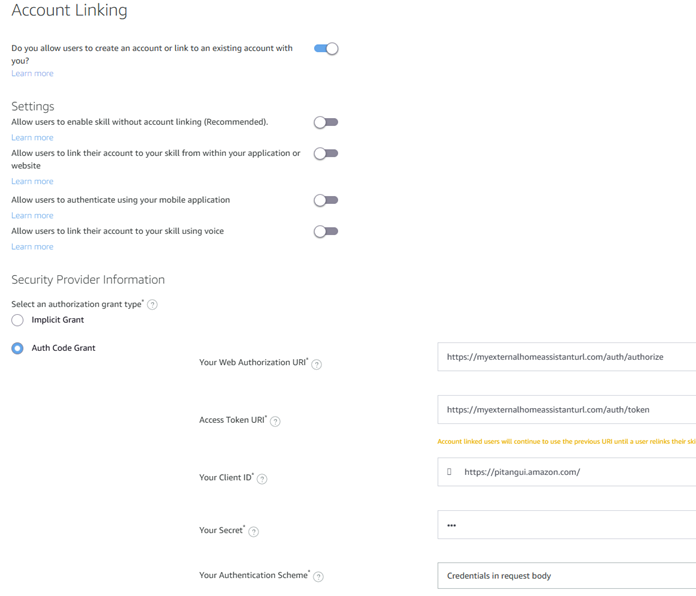 Account Linking
Do you allow users to create an account or link to an existing account with
you?
Learn more
Settings
Allow users to enable skill without account linking (Recommended).
Learn more
Allow users to link their account to your skill from within your application or
website
Learn more
Allow users to authenticate using your mobile application
Learn more
Allow users to link their account to your skill using voice
Learn more
Security Provider Information
Select an authorization grant type* ?
Implicit Grant
Auth Code Grant
Your Web Authorization URI* ?
https://myexternalhomeassistanturl.com/auth/authorize
Access Token URI* ?
https://myexternalhomeassistanturl.com/auth/token
Account linked users will continue to use the previous URI until a user relinks their ski
Your Client ID* ?
https://pitangui.amazon.com/
Your Secret* ?
•••
Your Authentication Scheme* ?
Credentials in request body